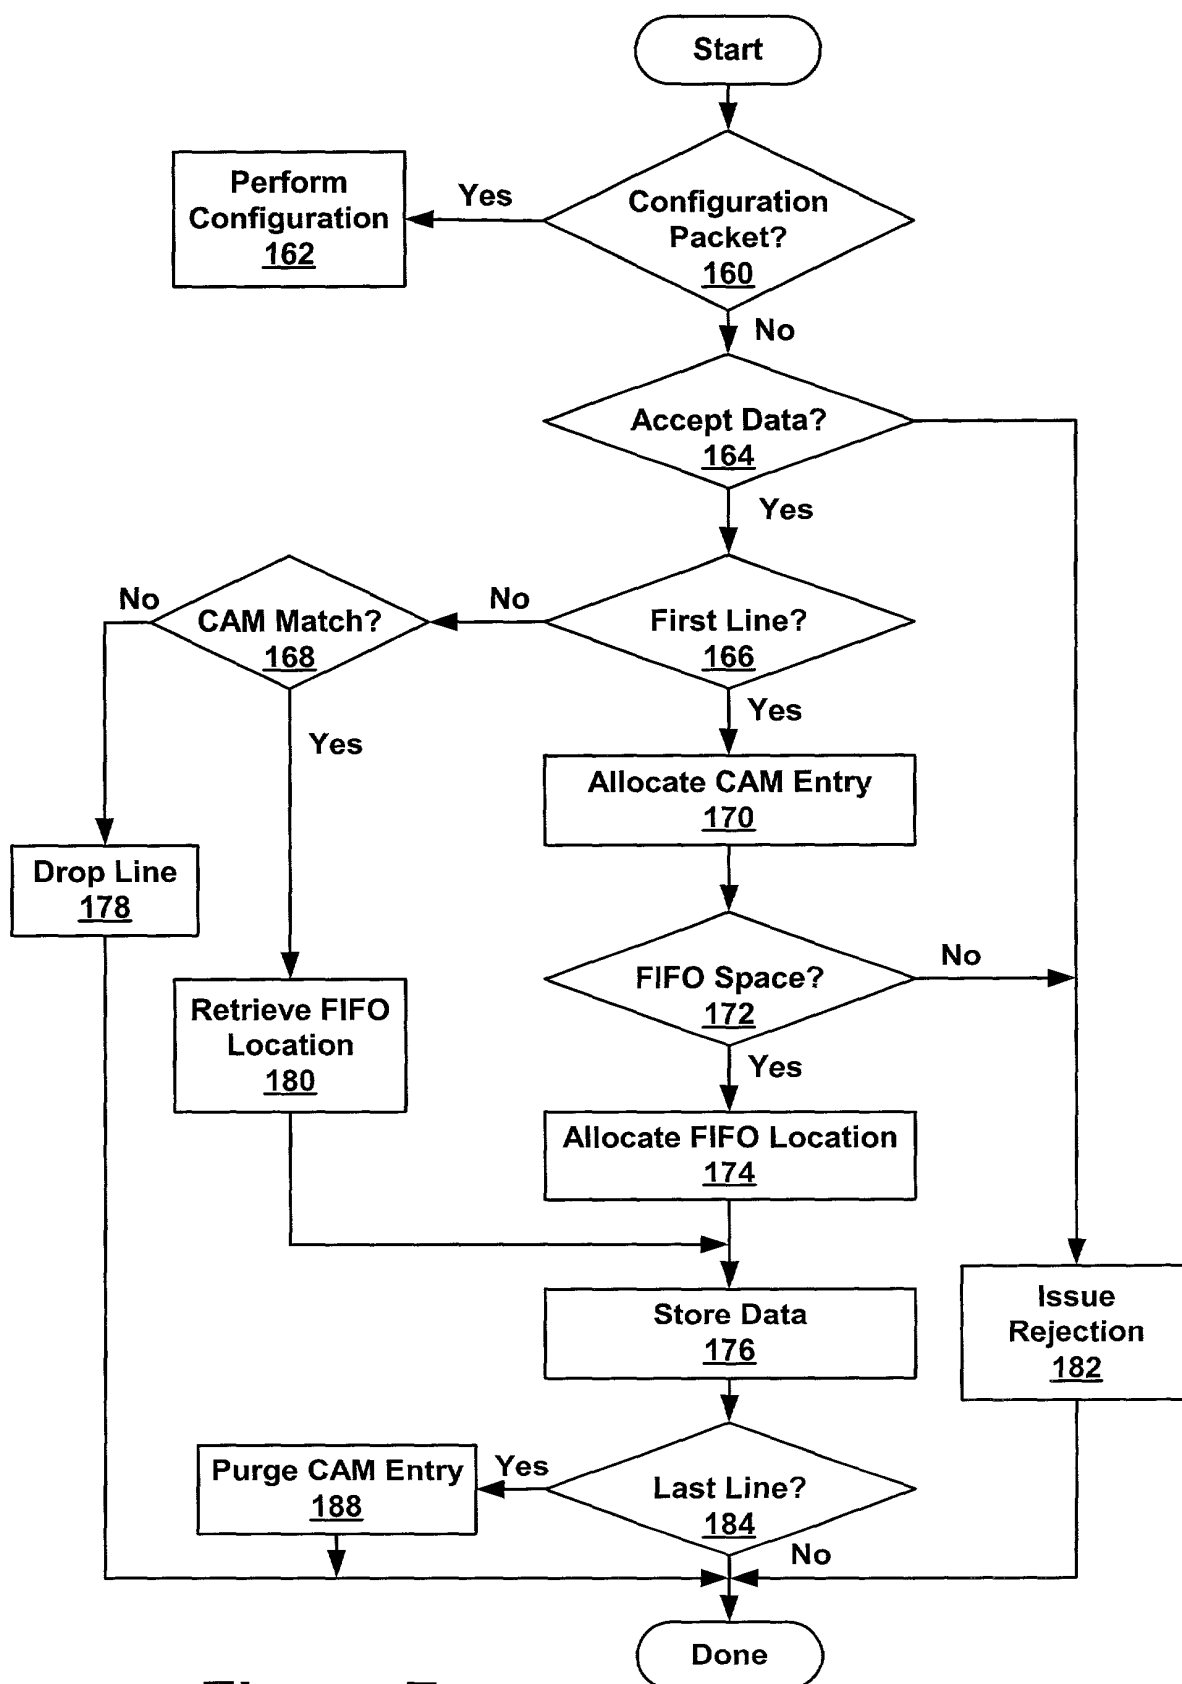 Start
Perform
Configuration
162
Yes
Configuration
Packet?
160
No
Accept Data?
164
Yes
No
CAM Match?
168
No
First Line?
166
Yes
Yes
Allocate CAM Entry
170
Drop Line
178
FIFO Space?
172
No
Retrieve FIFO
Location
180
Yes
Allocate FIFO Location
174
Store Data
176
Issue
Rejection
182
Purge CAM Entry
188
Yes
Last Line?
184
No
Done